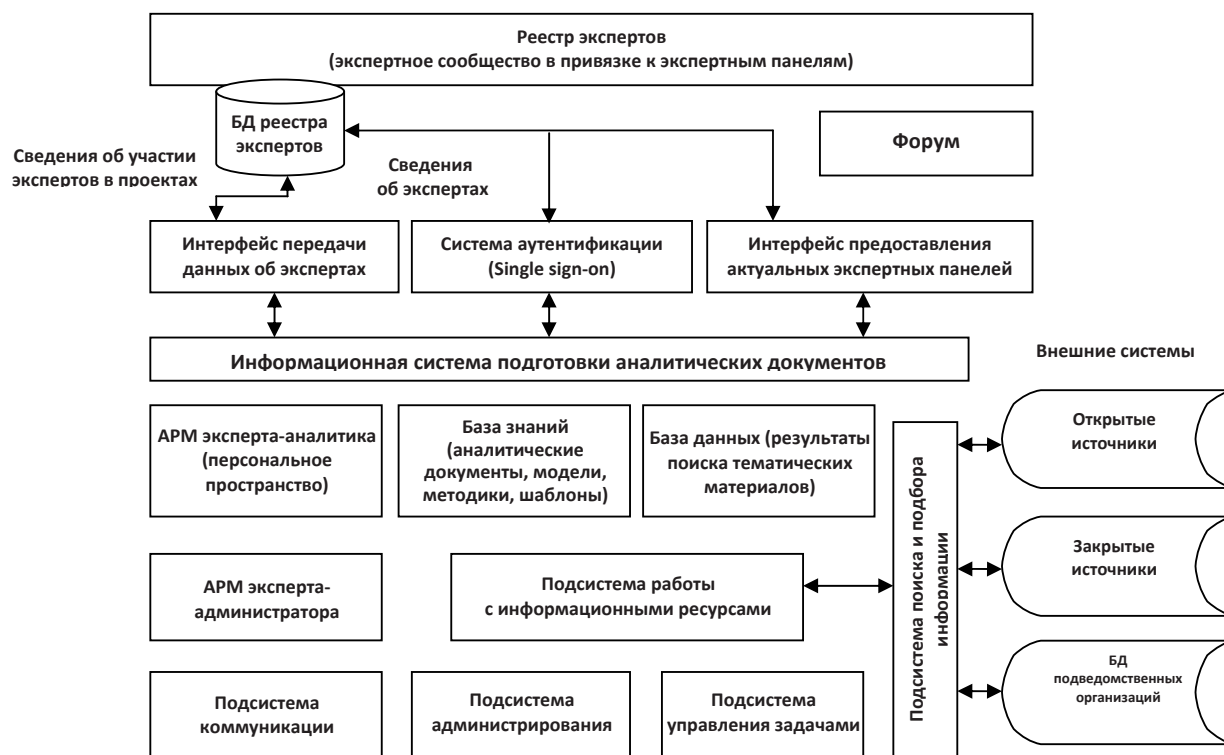 Реестр экспертов
(экспертное сообщество в привязке к экспертным панелям)
БД реестра
экспертов
Форум
Сведения об участии
экспертов в проектах
Сведения
об экспертах
Интерфейс передачи
данных об экспертах
Система аутентификации
(Single sign-on)
Интерфейс предоставления
актуальных экспертных панелей
Информационная система подготовки аналитических документов
Внешние системы
АРМ эксперта-аналитика
(персональное
пространство)
База знаний
(аналитические
документы, модели,
методики, шаблоны)
База данных (результаты
поиска тематических
материалов)
Подсистема поиска и подбора
информации
Открытые
источники
АРМ эксперта-
администратора
Подсистема работы
с информационными ресурсами
Закрытые
источники
Подсистема
коммуникации
Подсистема
администрирования
Подсистема
управления задачами
БД
подведомственных
организаций